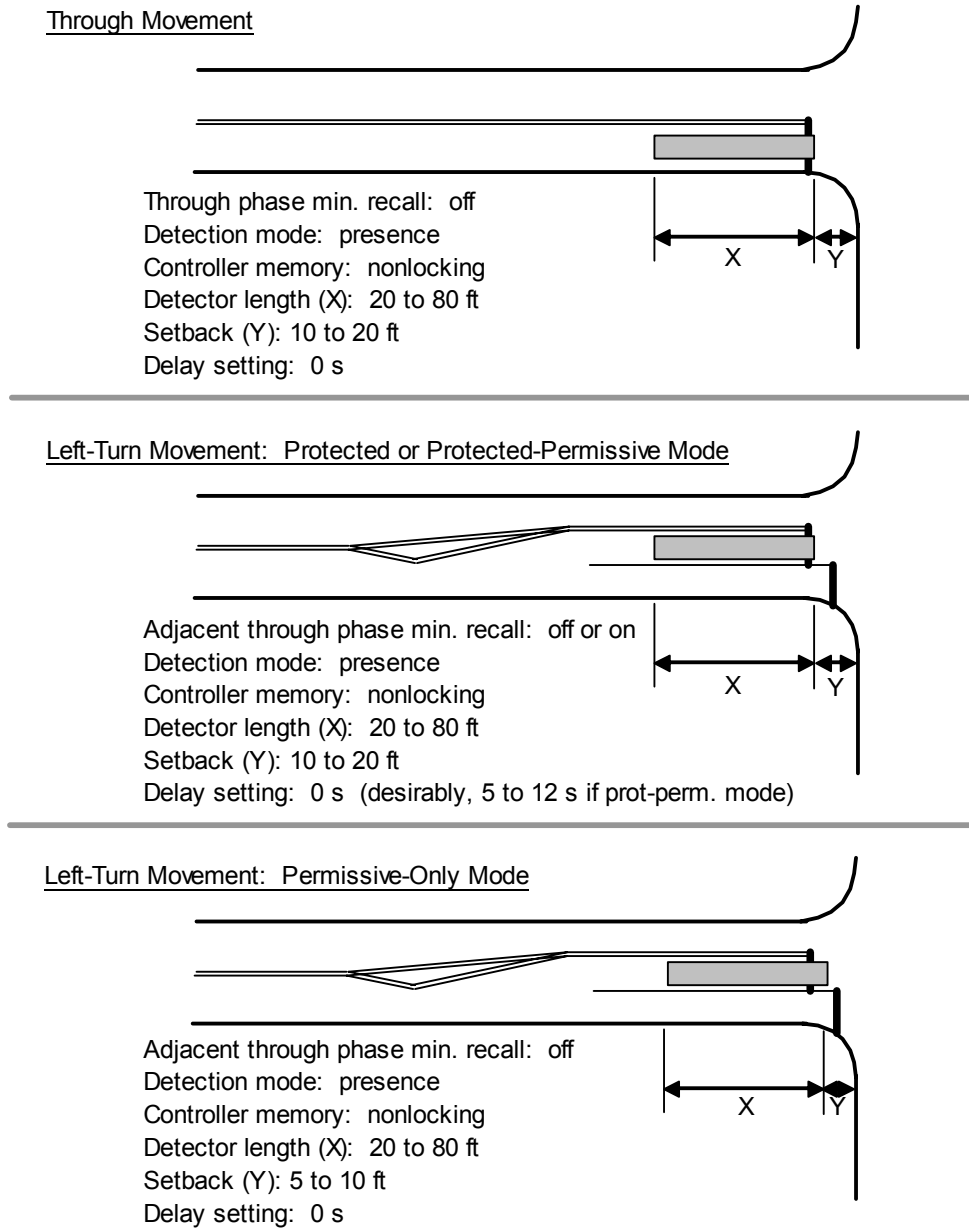 Through Movement
Through phase min. recall: off
Detection mode: presence
Controller memory: nonlocking
Detector length (X): 20 to 80 ft
Setback (Y): 10 to 20 ft
Delay setting: 0 s
X
Y
Left-Turn Movement: Protected or Protected-Permissive Mode
Adjacent through phase min. recall: off or on
Detection mode: presence
Controller memory: nonlocking
Detector length (X): 20 to 80 ft
Setback (Y): 10 to 20 ft
Delay setting: 0 s (desirably, 5 to 12 s if prot-perm. mode)
X
Y
Left-Turn Movement: Permissive-Only Mode
Adjacent through phase min. recall: off
Detection mode: presence
Controller memory: nonlocking
Detector length (X): 20 to 80 ft
Setback (Y): 5 to 10 ft
Delay setting: 0 s
X
Y